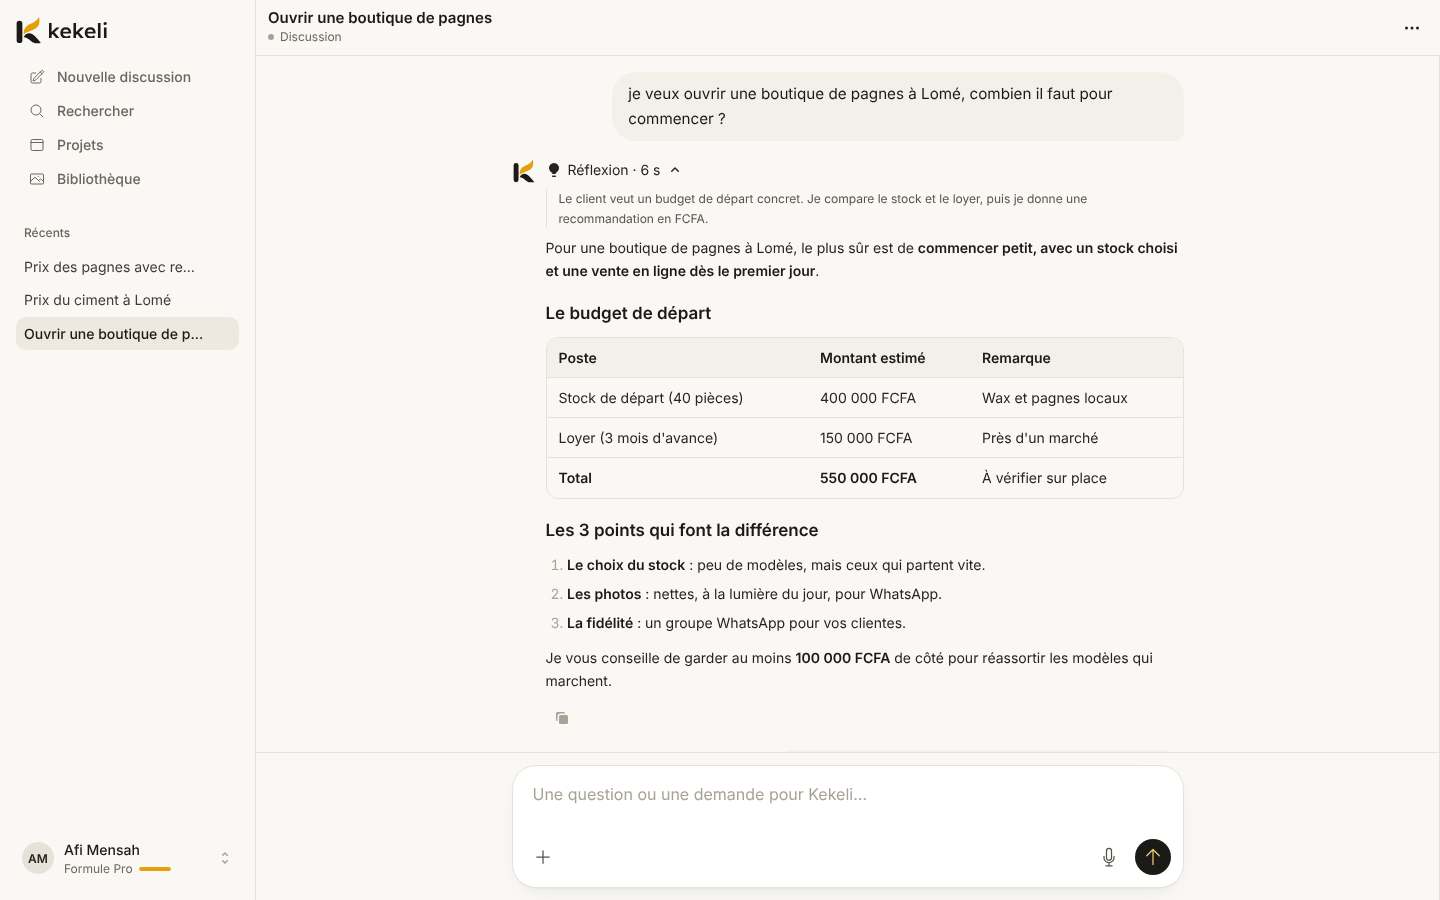 kekeli
Nouvelle discussion
Rechercher
Projets
Bibliothèque
Récents
Prix des pagnes avec re...
Prix du ciment à Lomé
Ouvrir une boutique de p...
AM
Afi Mensah
Formule Pro
Ouvrir une boutique de pagnes
Discussion
je veux ouvrir une boutique de pagnes à Lomé, combien il faut pour
commencer ?
Réflexion · 6 s
Le client veut un budget de départ concret. Je compare le stock et le loyer, puis je donne une
recommandation en FCFA.
Pour une boutique de pagnes à Lomé, le plus sûr est de commencer petit, avec un stock choisi
et une vente en ligne dès le premier jour.
Le budget de départ
Poste Montant estimé Remarque
Stock de départ (40 pièces) 400 000 FCFA Wax et pagnes locaux
Loyer (3 mois d'avance) 150 000 FCFA Près d'un marché
Total 550 000 FCFA À vérifier sur place
Les 3 points qui font la différence
1. Le choix du stock : peu de modèles, mais ceux qui partent vite.
2. Les photos : nettes, à la lumière du jour, pour WhatsApp.
3. La fidélité : un groupe WhatsApp pour vos clientes.
Je vous conseille de garder au moins 100 000 FCFA de côté pour réassortir les modèles qui
marchent.
Une question ou une demande pour Kekeli...